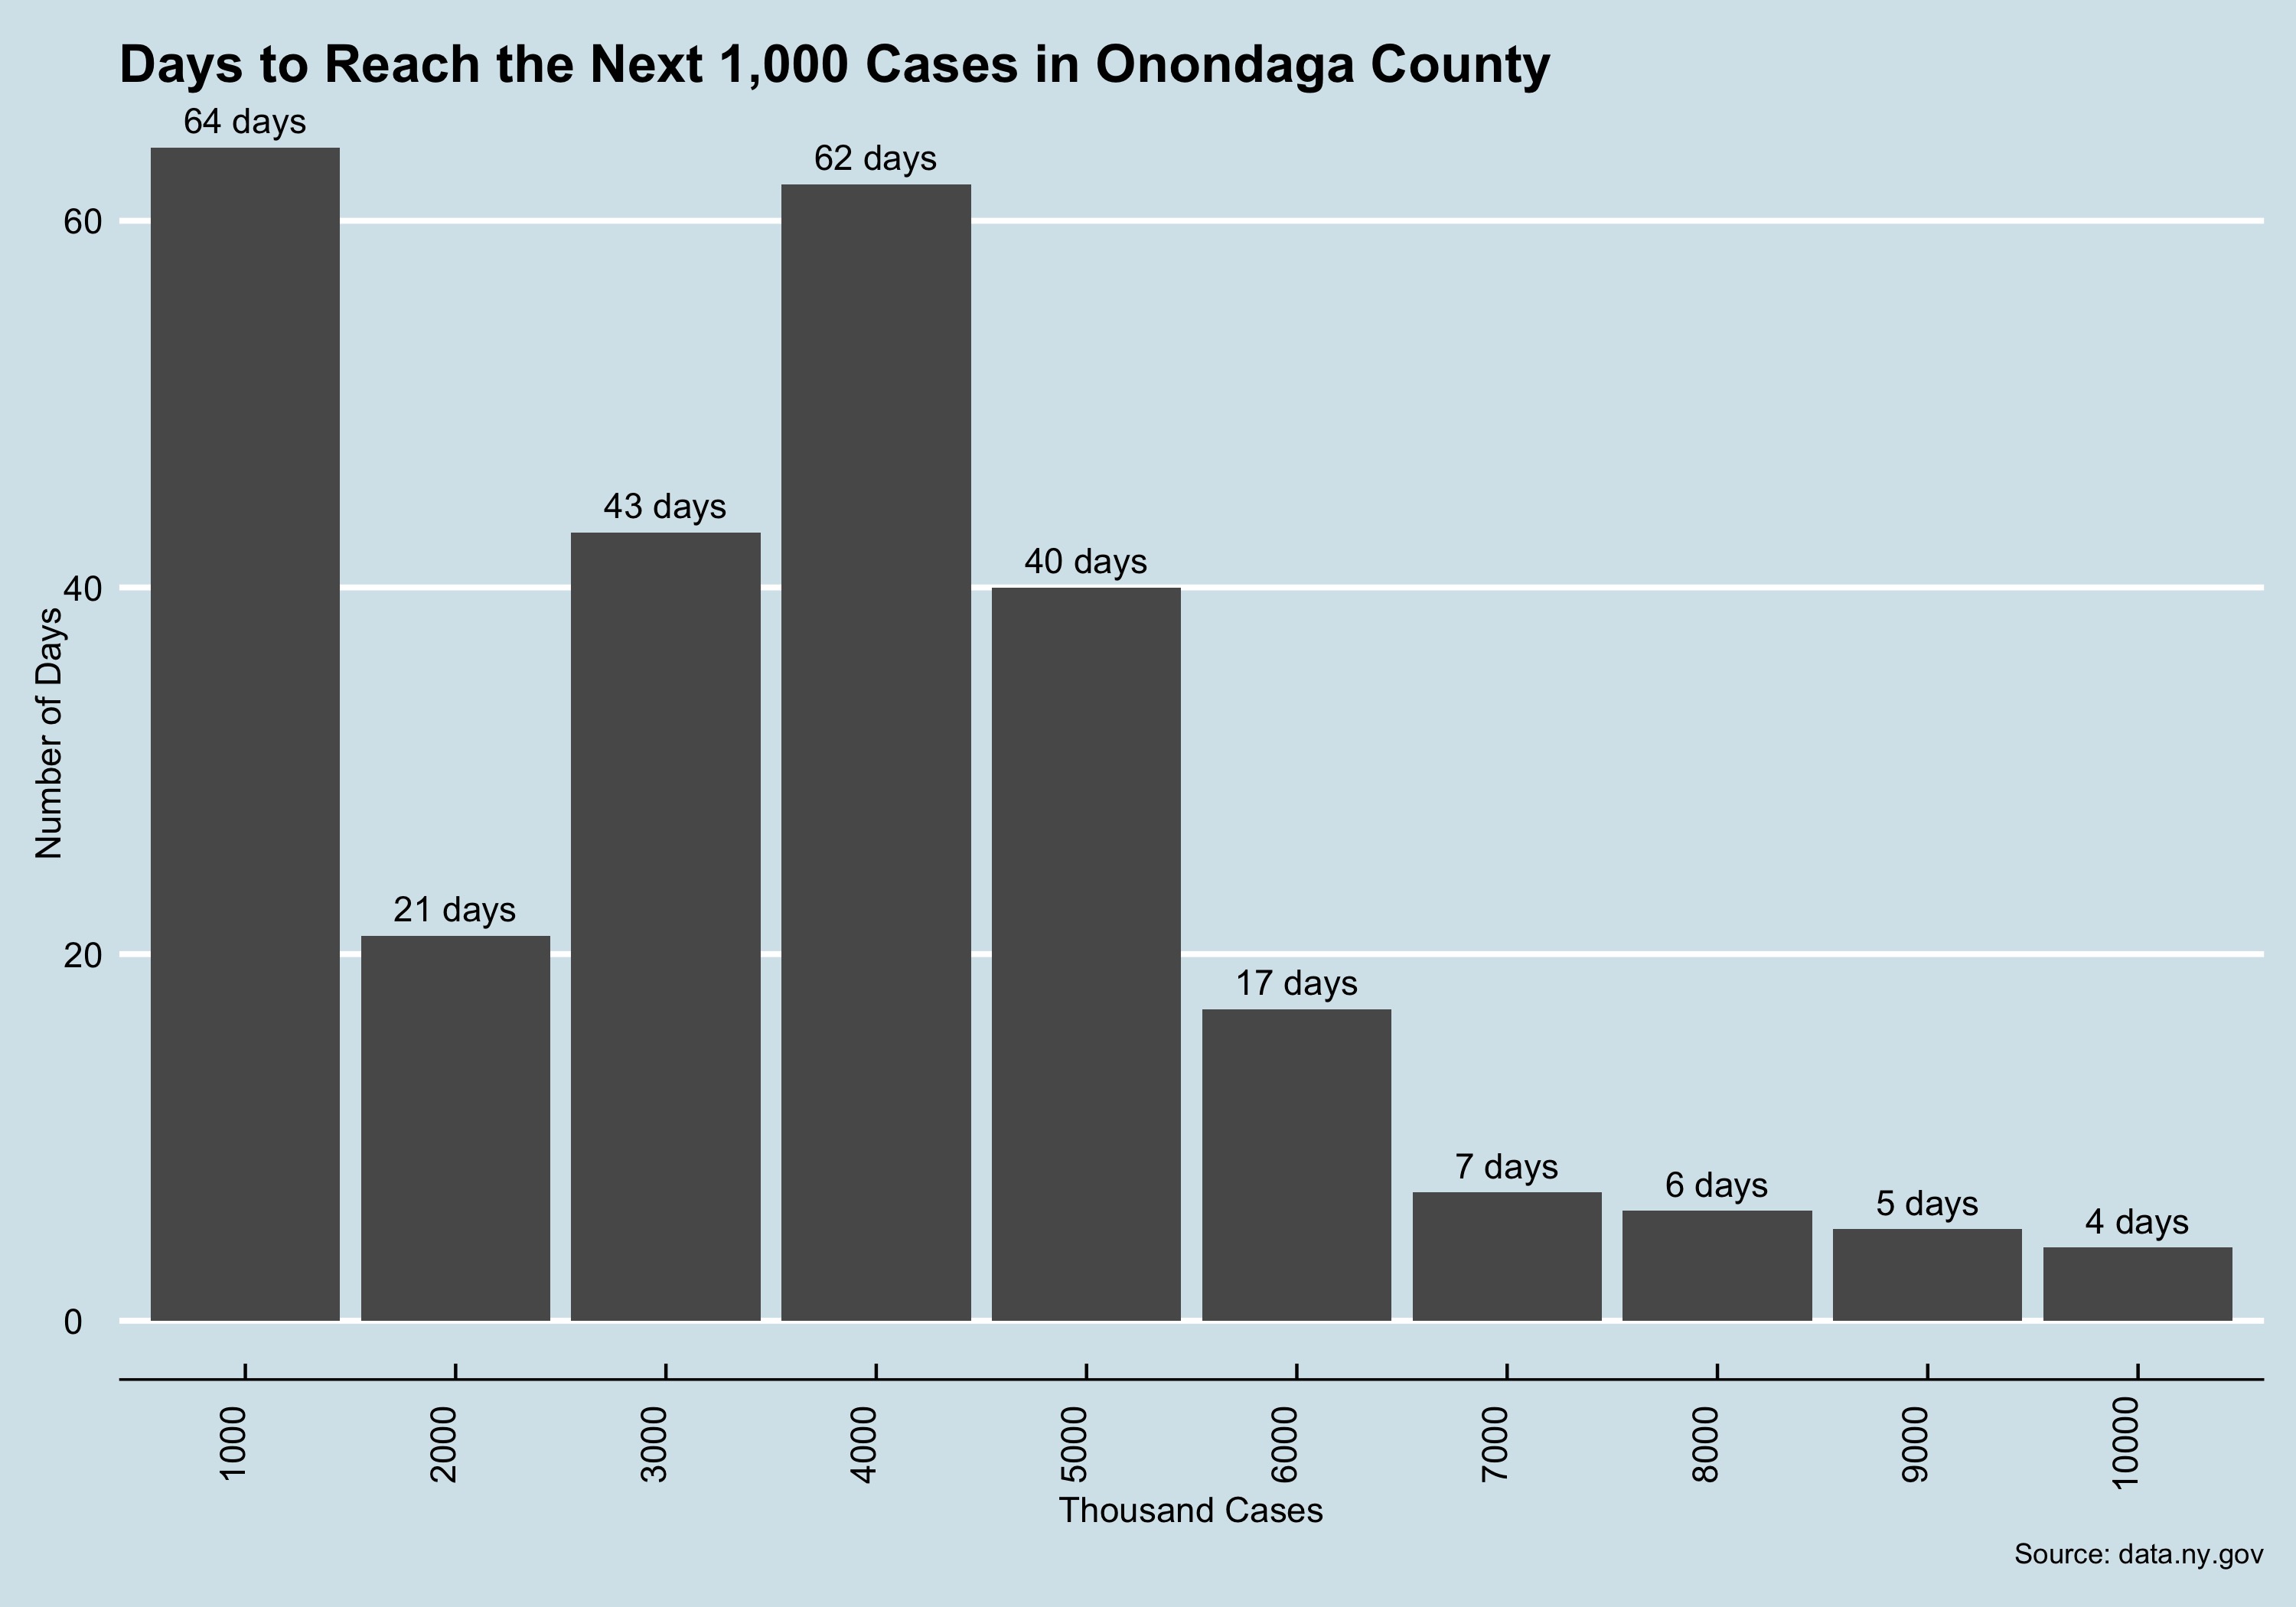 Days to Reach the Next 1,000 Cases in Onondaga County
64 days
62 days
60
43 days
40 days
40
Number of Days
21 days
20
17 days
7 days
6 days
5 days
4 days
0
1000
2000
3000
4000
5000
6000
7000
8000
9000
10000
Thousand Cases
Source: data.ny.gov